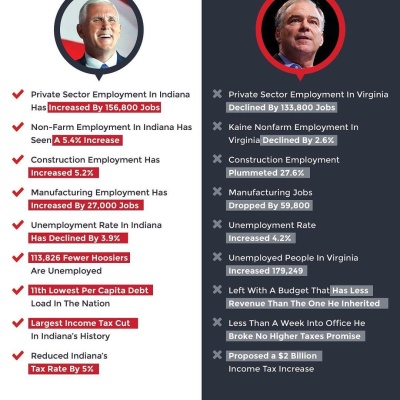 Private Sector Employment In Indiana
Has Increased By 156,800 Jobs
Non-Farm Employment In Indiana Has
Seen A 5.4% Increase
Construction Employment Has
Increased 5.2%
Manufacturing Employment Has
Increased By 27,000 Jobs
Unemployment Rate In Indiana
Has Declined By 3.9%
113,826 Fewer Hoosiers
Are Unemployed
11th Lowest Per Capita Debt
Load In The Nation
Largest Income Tax Cut
In Indiana's History
Reduced Indiana's
Tax Rate By 5%
Private Sector Employment In Virginia
Declined By 133,800 Jobs
Kaine Nonfarm Employment In
Virginia Declined By 2.6%
Construction Employment
Plummeted 27.6%
Manufacturing Jobs
Dropped By 59,800
Unemployment Rate
Increased 4.2%
Unemployed People In Virginia
Increased 179,249
Left With A Budget That Has Less
Revenue Than The One He Inherited
Less Than A Week Into Office He
Broke No Higher Taxes Promise
Proposed a $2 Billion
Income Tax Increase